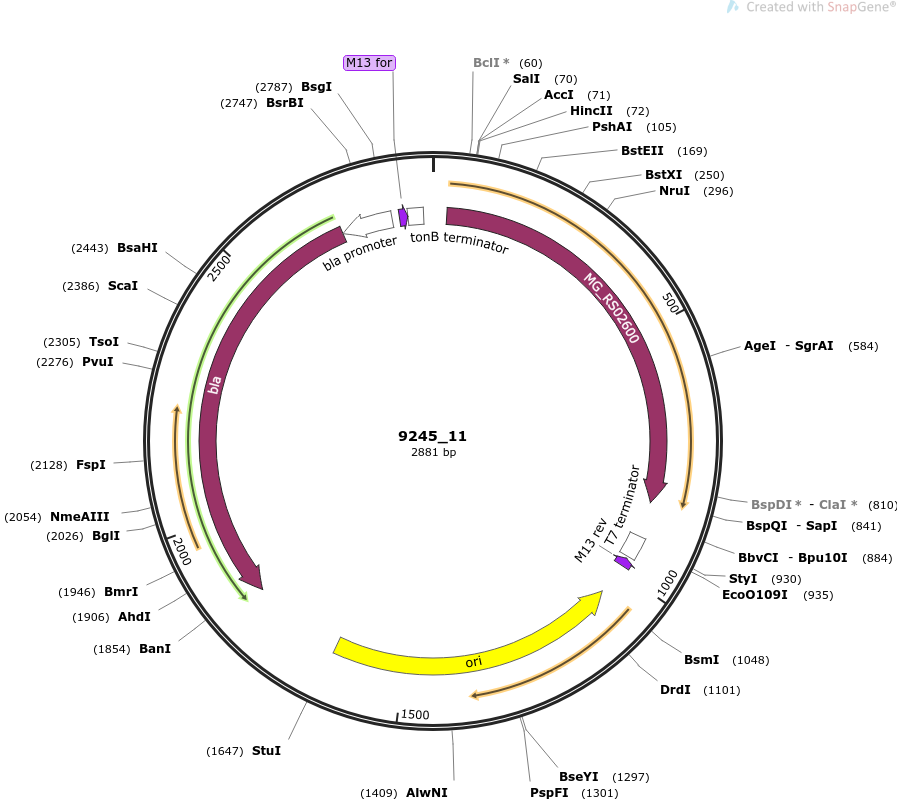 Created with SnapGene®
M13 for
BclI * (60)
SalI (70)
AccI (71)
HincII (72)
PshAI (105)
BstEII (169)
BstXI (250)
NruI (296)
(2787) BsgI
(2747) BsrBI
bla promoter
tonB terminator
MG_RS02600
500
AgeI - SgrAI (584)
(2443) BsaHI
2500
(2386) ScaI
(2305) TsoI
(2276) PvuI
bla
9245_11
2881 bp
(2128) FspI
(2054) NmeAIII
(2026) BglI
2000
(1946) BmrI
(1906) AhdI
(1854) BanI
BspDI * - ClaI * (810)
BspQI - SapI (841)
BbvCI - Bpu10I (884)
StyI (930)
EcoO109I (935)
T7 terminator
M13 rev
1000
BsmI (1048)
DrdI (1101)
ori
1500
(1647) StuI
BseYI (1297)
PspFI (1301)
(1409) AlwNI